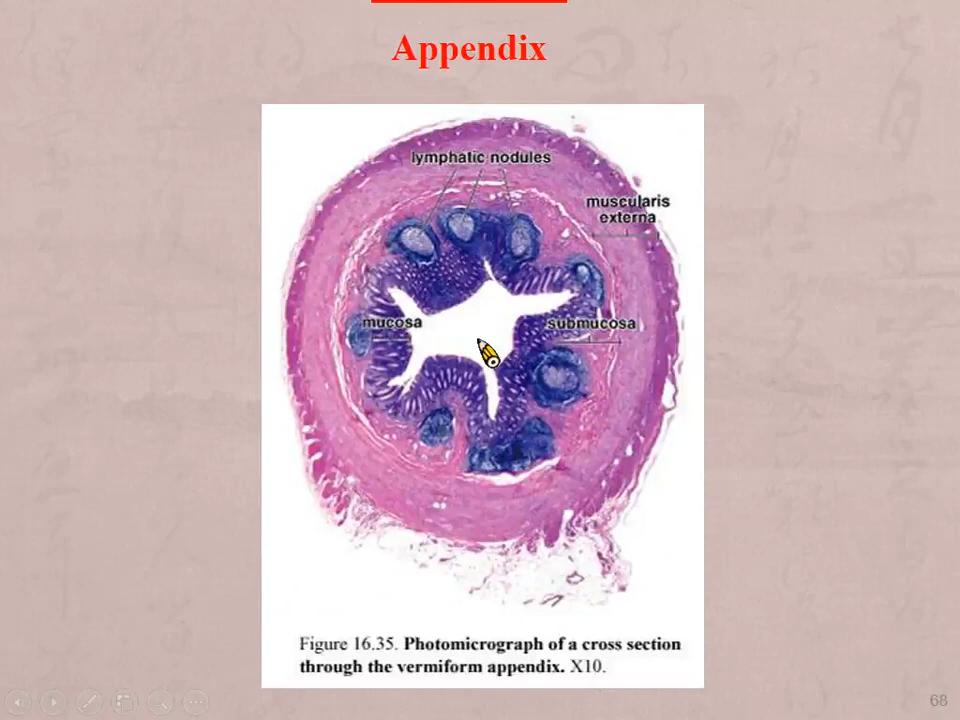 Appendix
lymphatic nodules
muscularis
externa
mucosa
submucosa
Figure 16.35. Photomicrograph of a cross section
through the vermiform appendix. X10.
68